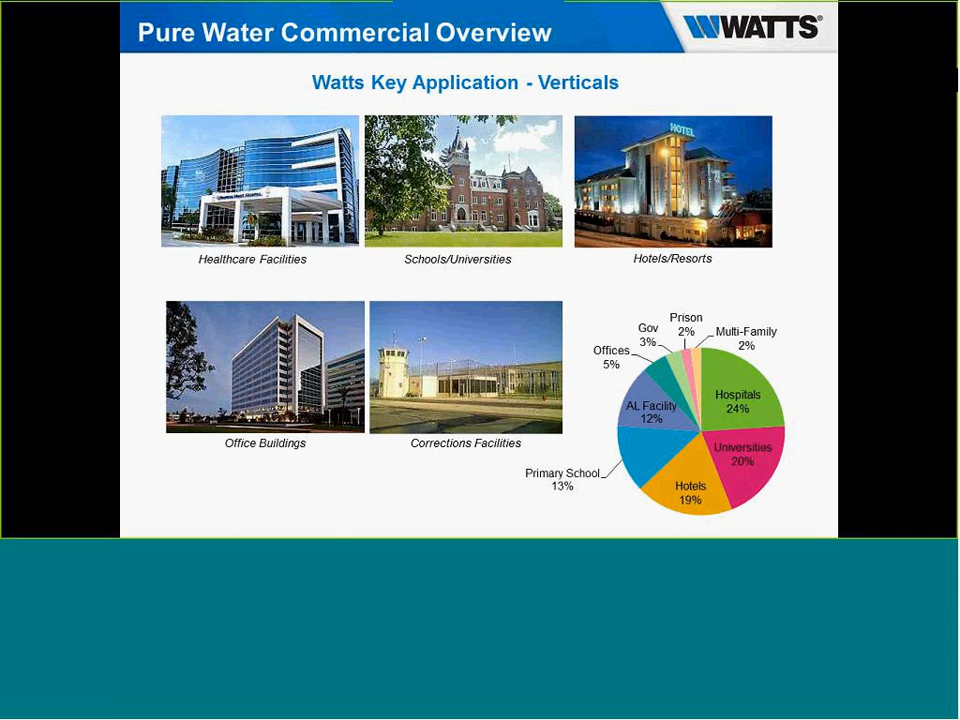 Pure Water Commercial Overview
WATTS®
Watts Key Application - Verticals
HOTEL
Healthcare Facilities
Schools/Universities
Hotels/Resorts
Office Buildings
Corrections Facilities
Prison
2%
Gov
3%
Multi-Family
2%
Offices
5%
Hospitals
24%
AL Facility
12%
Universities
20%
Primary School
13%
Hotels
19%